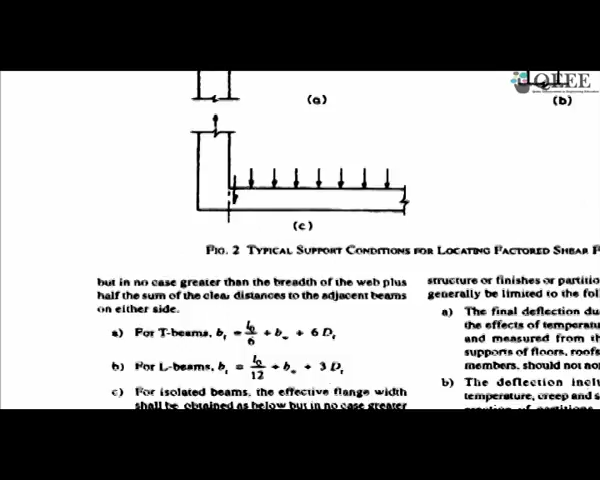 QEEE
(a)
(b)
(c)
FIG. 2 TYPICAL SUPPORT CONDITIONS FOR LOCATING FACTORED SHEAR F
but in no case greater than the breadth of the web plus
half the sum of the clear distances to the adjacent beams
on either side.
a) For T-beams, b_f = l_0/6 + b_w + 6 D_f
b) For L-beams, b_f = l_0/12 + b_w + 3 D_f
c) For isolated beams, the effective flange width
shall be obtained as below but in no case greater
structure or finishes or partitio
generally be limited to the foll
a) The final deflection du
the effects of temperatu
and measured from th
supports of floors, roofs
members, should not nor
b) The deflection inclu
temperature, creep and s